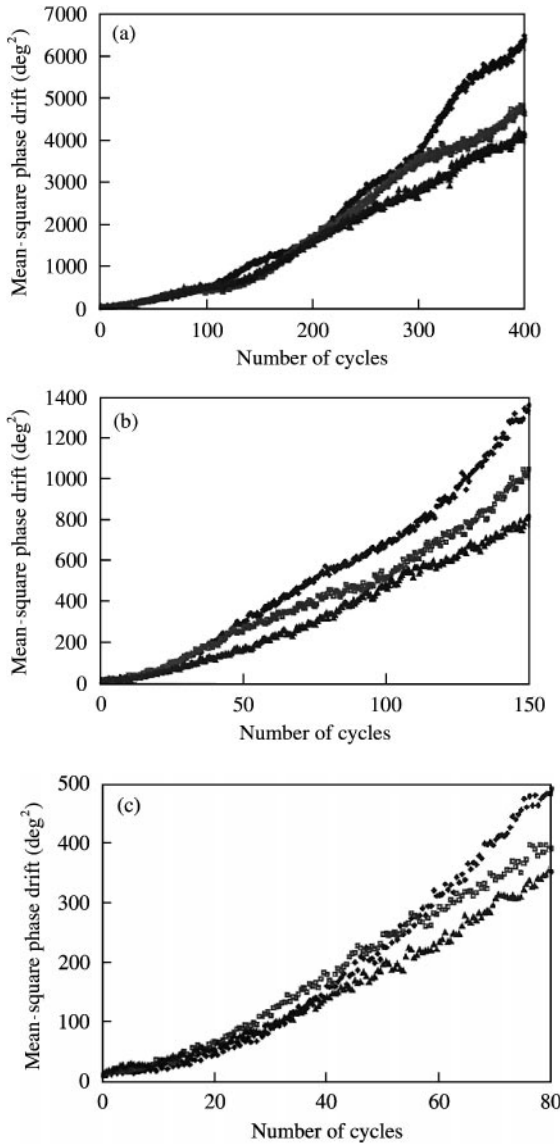 7000
(a)
6000
5000
4000
3000
2000
1000
0
0 100 200 300 400
Mean-square phase drift (deg²)
Number of cycles
1400
(b)
1200
1000
800
600
400
200
0
0 50 100 150
Mean-square phase drift (deg²)
Number of cycles
500
(c)
400
300
200
100
0
0 20 40 60 80
Mean-square phase drift (deg²)
Number of cycles